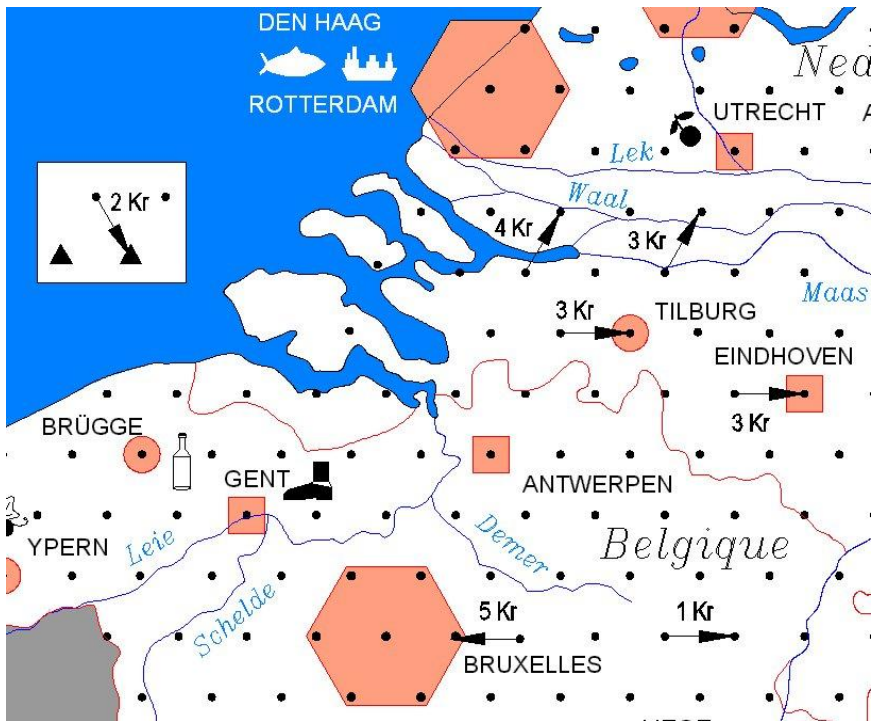 DEN HAAG
Ned
ROTTERDAM
UTRECHT
A
Lek
Waal
2 Kr
4 Kr
3 Kr
Maas
3 Kr
TILBURG
EINDHOVEN
BRÜGGE
3 Kr
GENT
ANTWERPEN
YPERN
Leie
Demer
Belgique
Schelde
5 Kr
1 Kr
BRUXELLES